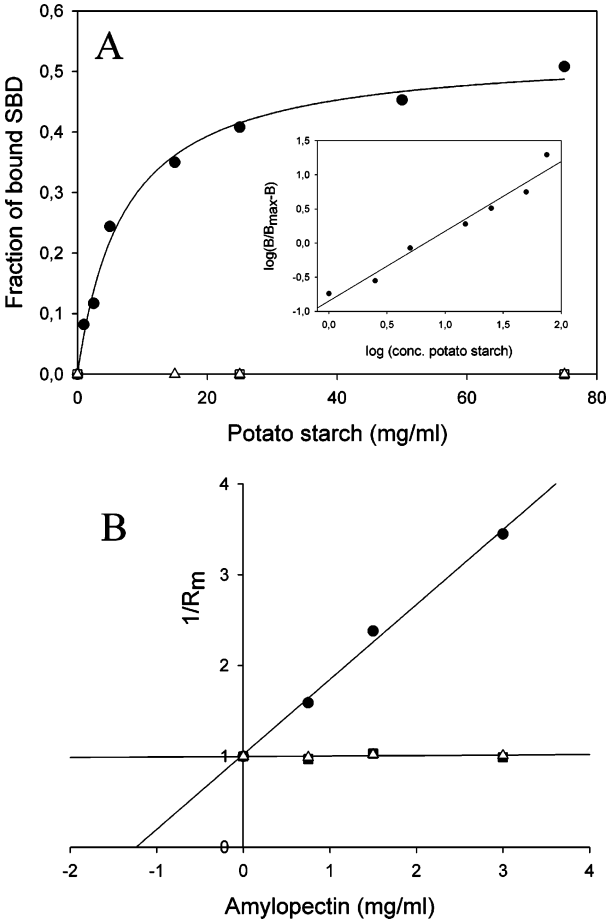 A
Fraction of bound SBD
0,6
0,5
0,4
0,3
0,2
0,1
0,0
0 20 40 60 80
Potato starch (mg/ml)
log(B/Bmax-B)
1,5
1,0
0,5
0,0
-0,5
-1,0
0,0 0,5 1,0 1,5 2,0
log (conc. potato starch)
B
1/Rm
4
3
2
1
0
-2 -1 0 1 2 3 4
Amylopectin (mg/ml)